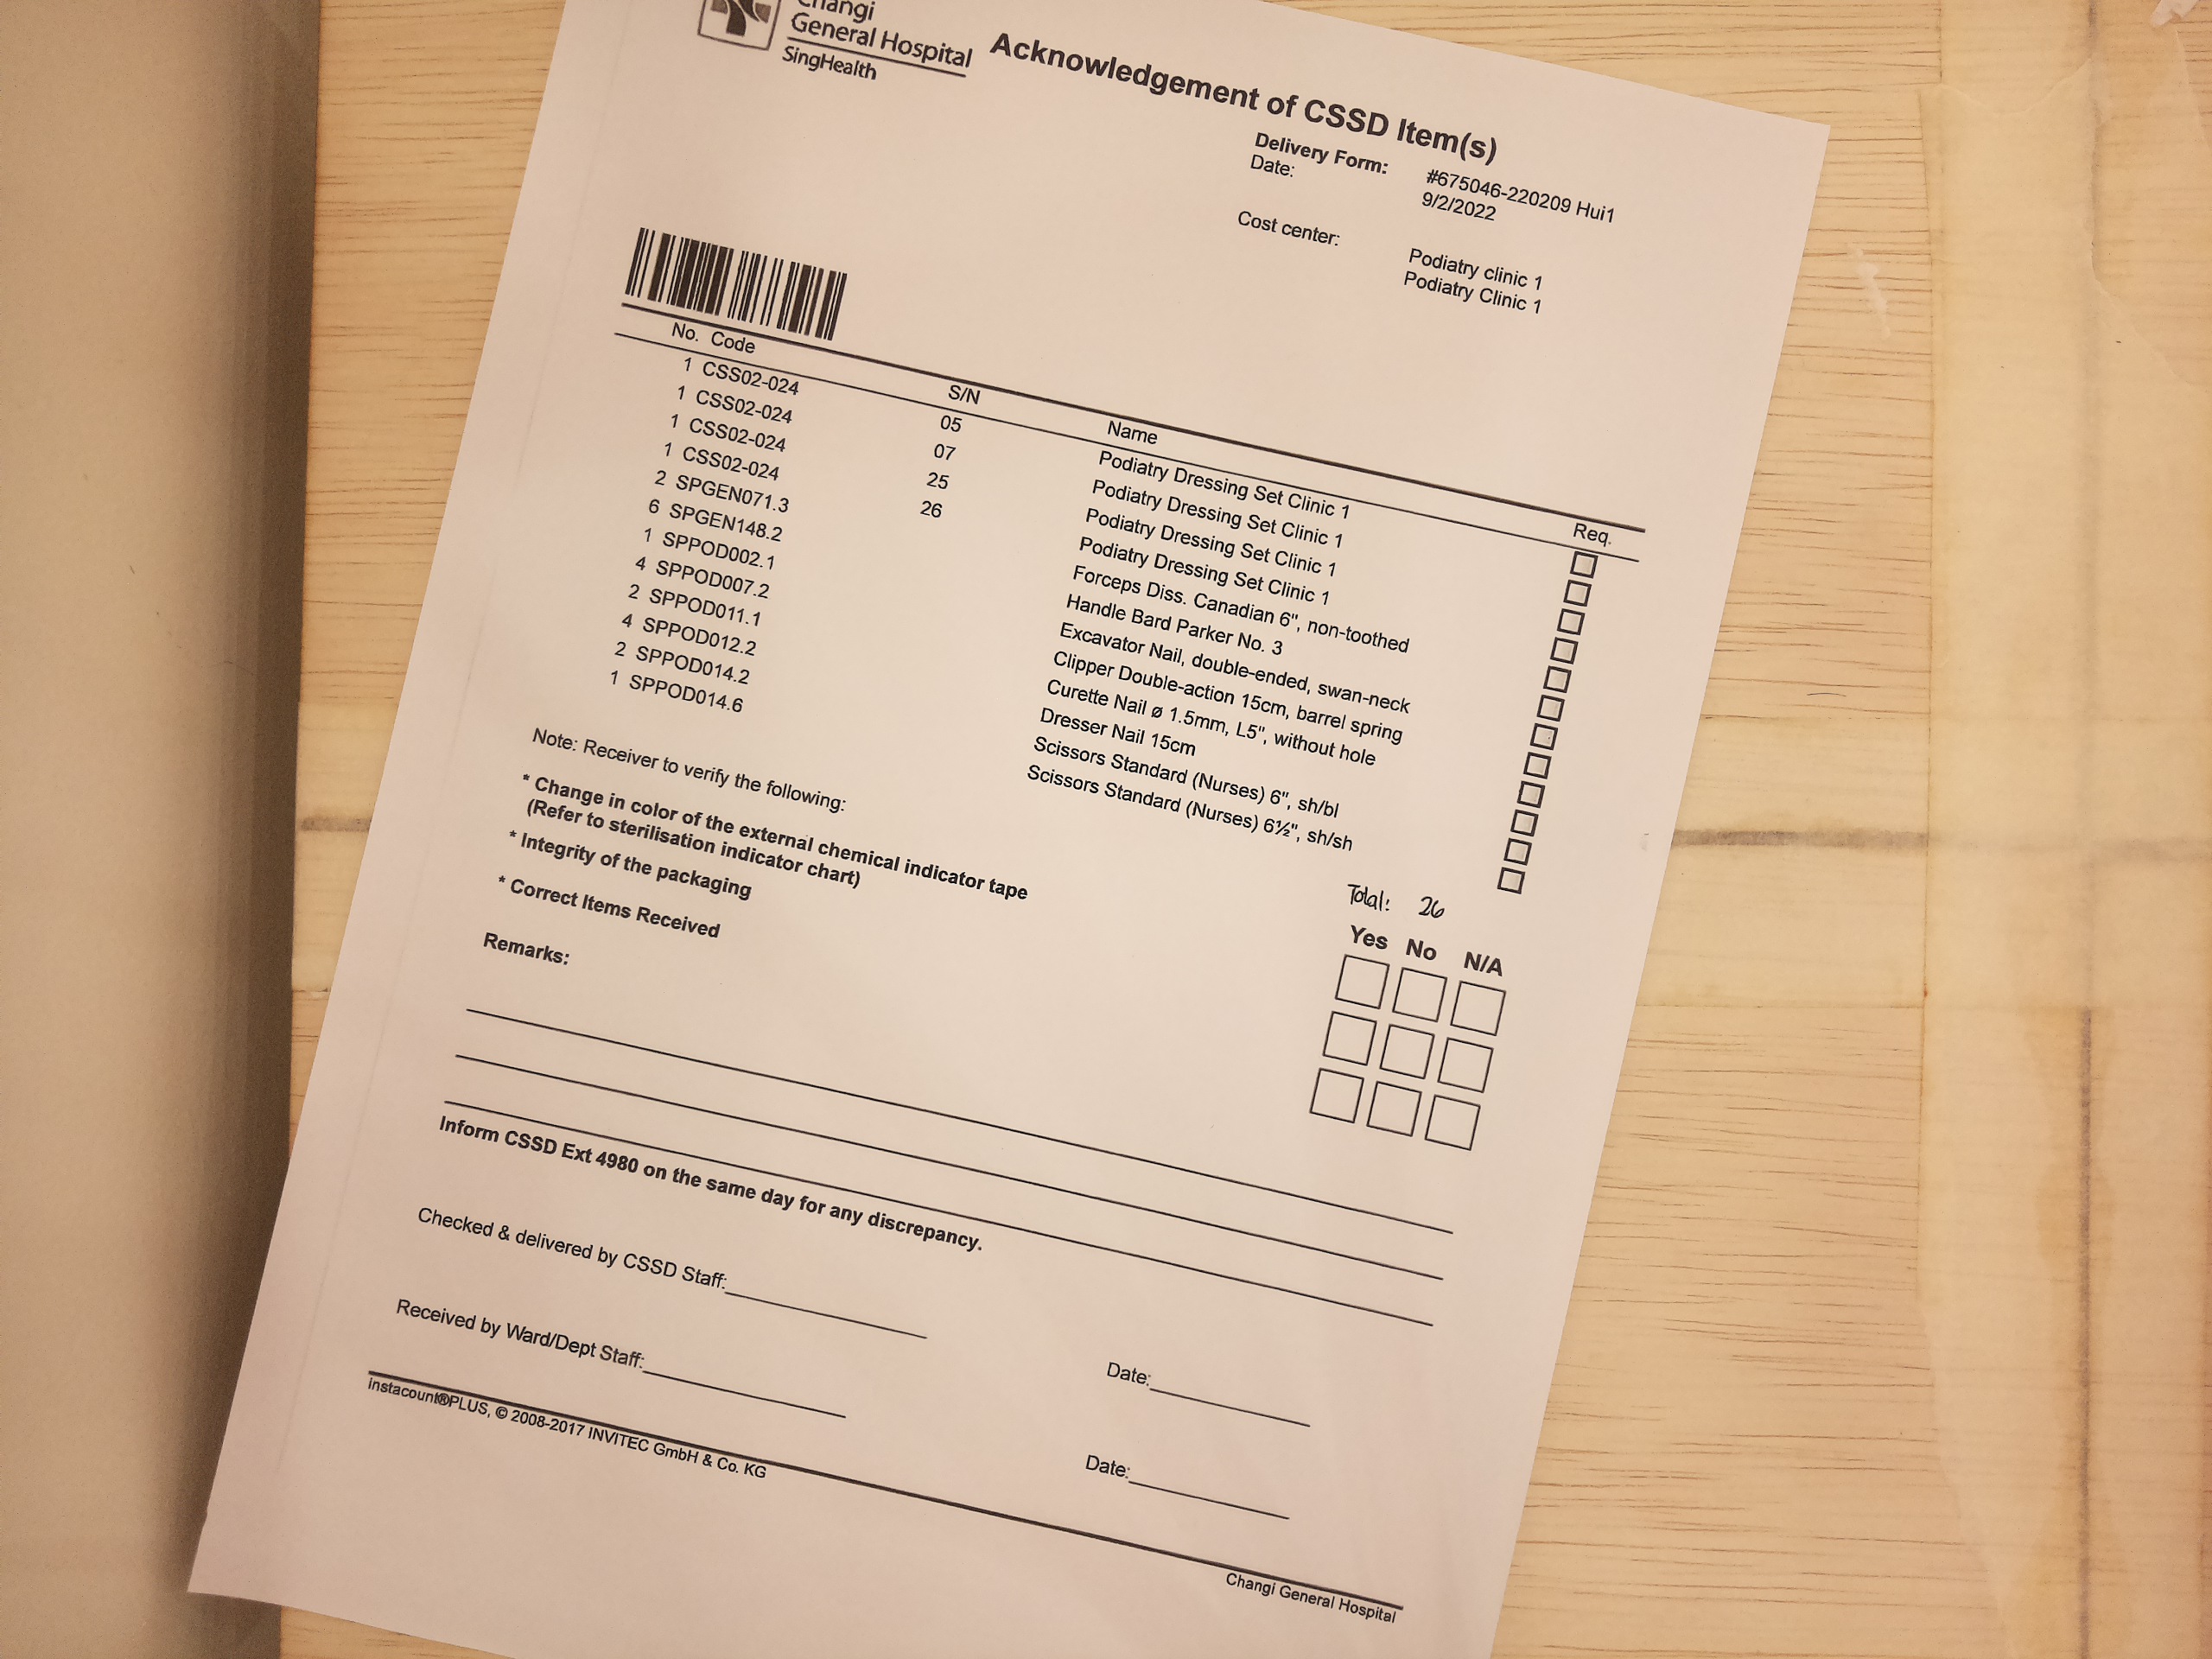 Changi
General Hospital
SingHealth
Acknowledgement of CSSD Item(s)
Delivery Form: #675046-220209 Hui1
Date: 9/2/2022
Cost center: Podiatry clinic 1
Podiatry Clinic 1
No. Code S/N Name Req.
1 CSS02-024 05 Podiatry Dressing Set Clinic 1
1 CSS02-024 07 Podiatry Dressing Set Clinic 1
1 CSS02-024 25 Podiatry Dressing Set Clinic 1
1 CSS02-024 26 Podiatry Dressing Set Clinic 1
2 SPGEN071.3 Forceps Diss. Canadian 6", non-toothed
6 SPGEN148.2 Handle Bard Parker No. 3
1 SPPOD002.1 Excavator Nail, double-ended, swan-neck
4 SPPOD007.2 Clipper Double-action 15cm, barrel spring
2 SPPOD011.1 Curette Nail ø 1.5mm, L5", without hole
4 SPPOD012.2 Dresser Nail 15cm
2 SPPOD014.2 Scissors Standard (Nurses) 6", sh/bl
1 SPPOD014.6 Scissors Standard (Nurses) 6½", sh/sh
Total: 26
Note: Receiver to verify the following:
Yes No N/A
* Change in color of the external chemical indicator tape
(Refer to sterilisation indicator chart)
* Integrity of the packaging
* Correct Items Received
Remarks:
Inform CSSD Ext 4980 on the same day for any discrepancy.
Checked & delivered by CSSD Staff: Date:
Received by Ward/Dept Staff: Date:
instacount®PLUS, © 2008-2017 INVITEC GmbH & Co. KG
Changi General Hospital